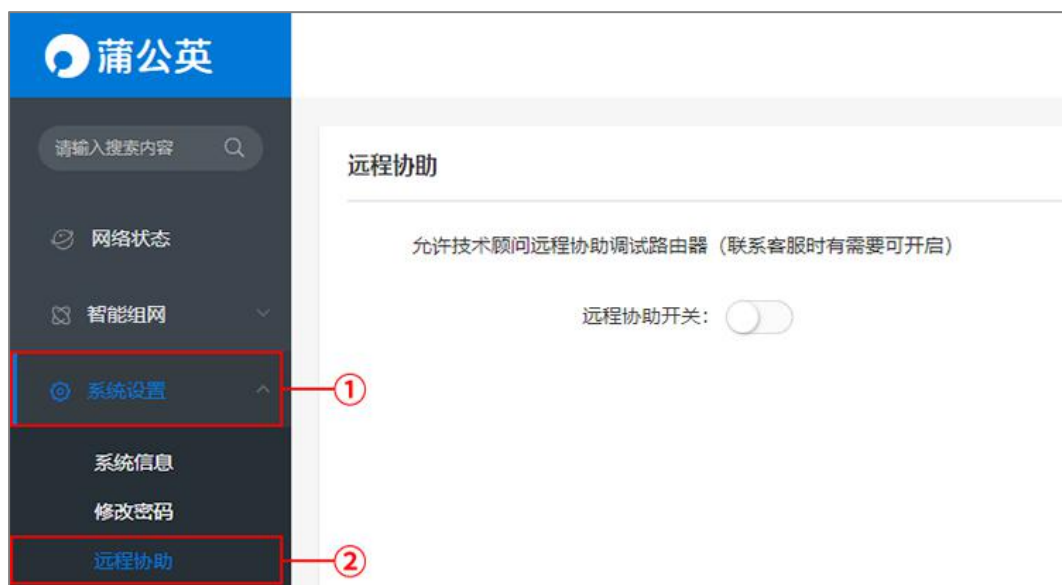 蒲公英
请输入搜索内容
远程协助
网络状态
允许技术顾问远程协助调试路由器（联系客服时有需要可开启）
智能组网
远程协助开关：
系统设置
①
系统信息
修改密码
远程协助
②